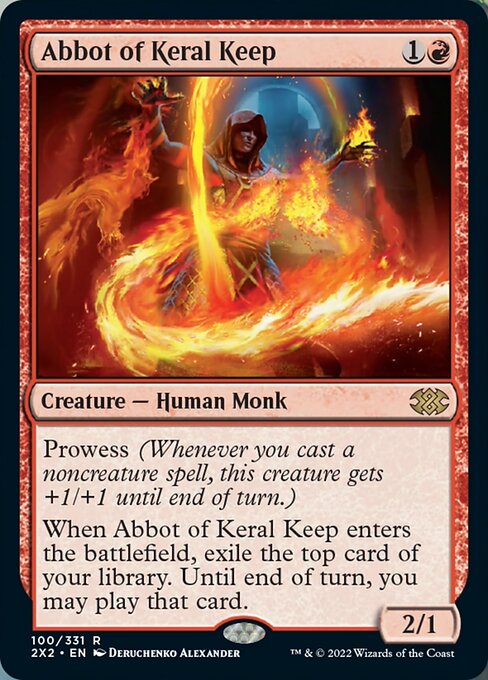 Abbot of Keral Keep 1
Creature — Human Monk
Prowess (Whenever you cast a
noncreature spell, this creature gets
+1/+1 until end of turn.)
When Abbot of Keral Keep enters
the battlefield, exile the top card of
your library. Until end of turn, you
may play that card.
2/1
100/331 R
2X2 • EN Deruchenko Alexander
™ & © 2022 Wizards of the Coast